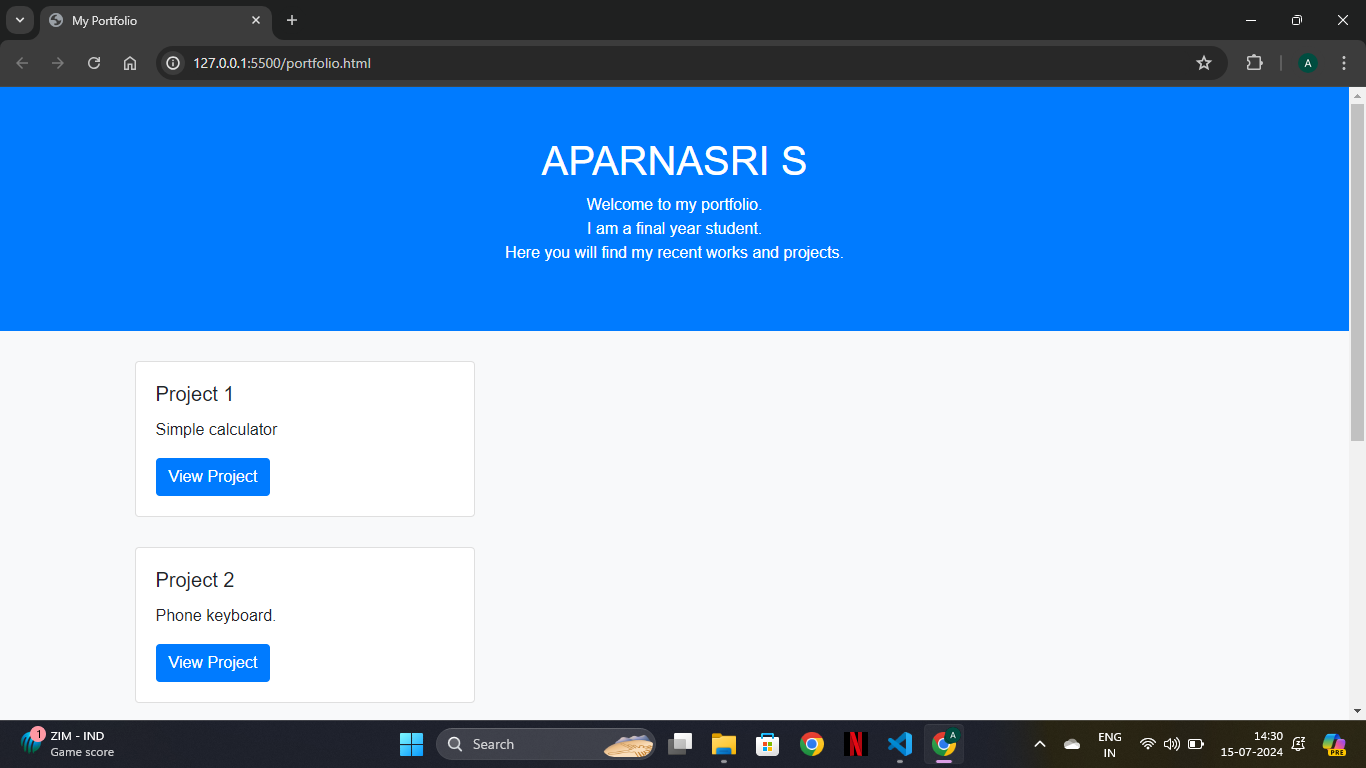 My Portfolio
127.0.0.1:5500/portfolio.html
A
APARNASRI S
Welcome to my portfolio.
I am a final year student.
Here you will find my recent works and projects.
Project 1
Simple calculator
View Project
Project 2
Phone keyboard.
View Project
1
ZIM - IND
Game score
Search
N
A
ENG
IN
14:30
15-07-2024
PRE